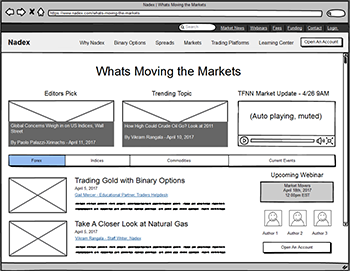 Nadex | Whats Moving the Markets
https://www.nadex.com/whats-moving-the-markets
Search Market News Webinars Fees Funding Contact Login
Nadex Why Nadex Binary Options Spreads Markets Trading Platforms Learning Center Open An Account
Whats Moving the Markets
Editors Pick Trending Topic TFNN Market Update - 4/26 9AM
Global Concerns Weigh in on US Indices, Wall Street
By Paolo Palazzi-Xirinachs - April 11, 2017
How High Could Crude Oil Go? Look at 2011
By Vikram Rangala - April 10, 2017
(Auto playing, muted)
Forex Indices Commodities Current Events
Trading Gold with Binary Options
April 5, 2017
Gail Mercer - Educational Partner, Traders Helpdesk
Take A Closer Look at Natural Gas
April 5, 2017
Vikram Rangala - Staff Writer, Nadex
Upcoming Webinar
Market Movers
April 18th, 2017
12:00pm EST
Author 1 Author 2 Author 3
Open An Account